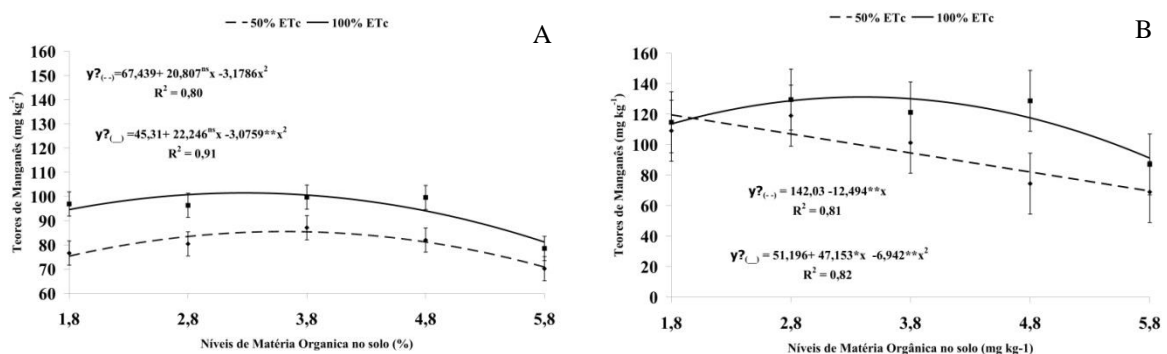 50% ETc 100% ETc
A
y?(- -)=67,439+ 20,807nsx -3,1786x2
R2 = 0,80
y?(__)=45,31+ 22,246nsx -3,0759**x2
R2 = 0,91
Teores de Manganês (mg kg-1)
160
150
140
130
120
110
100
90
80
70
60
1,8 2,8 3,8 4,8 5,8
Níveis de Matéria Organica no solo (%)
50% ETc 100% ETc
B
Teores de Manganês (mg kg-1)
160
140
120
100
80
60
40
20
0
y?(- -) = 142,03 -12,494**x
R2 = 0,81
y?(__) = 51,196+ 47,153*x -6,942**x2
R2 = 0,82
1,8 2,8 3,8 4,8 5,8
Níveis de Matéria Orgânica no solo (mg kg-1)